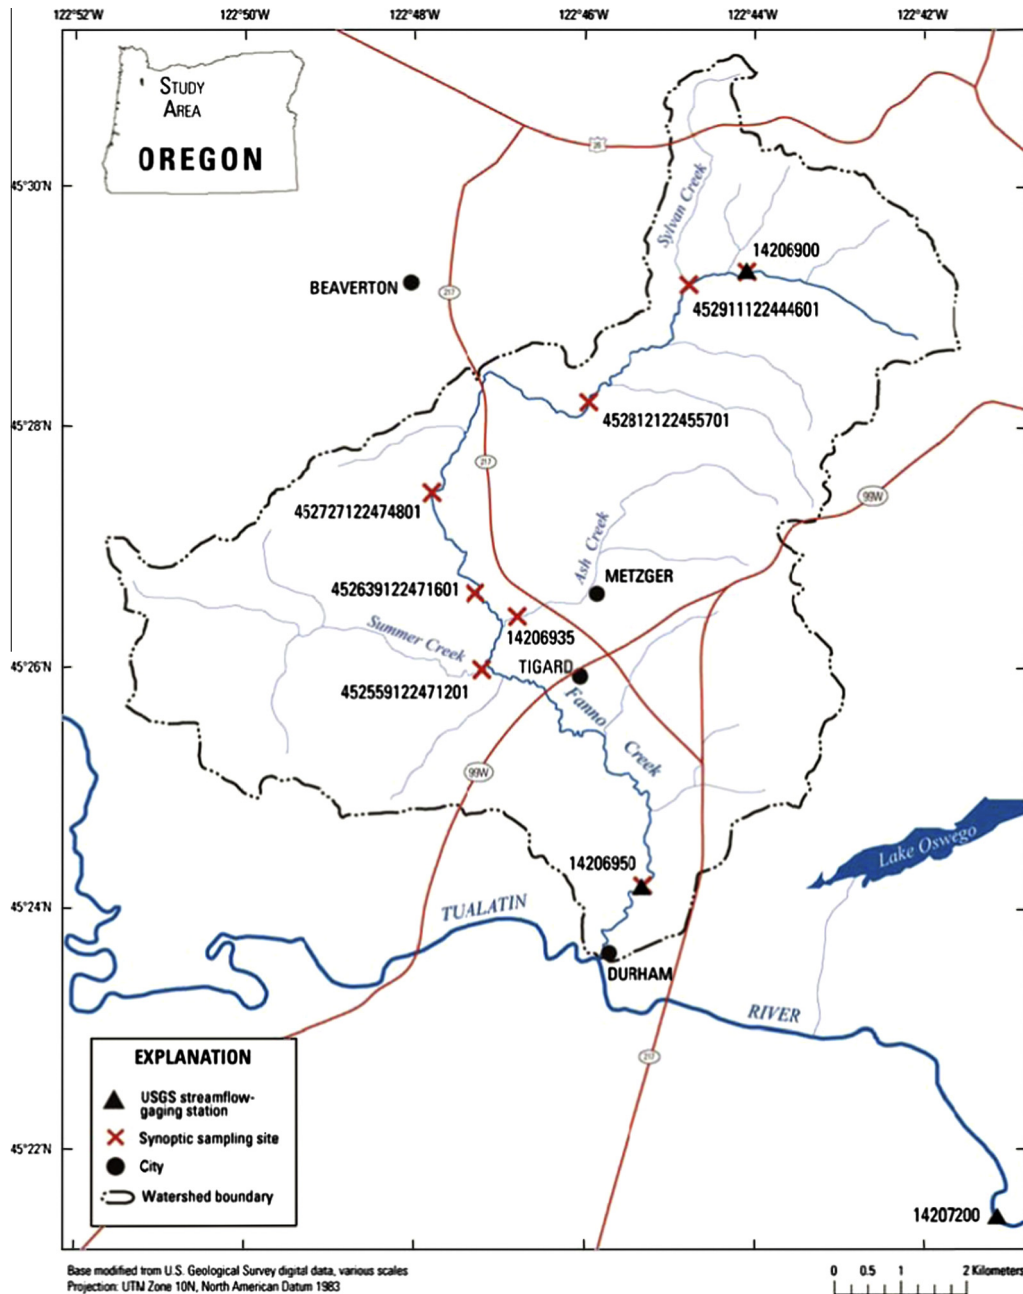 122°52'W 122°50'W 122°48'W 122°46'W 122°44'W 122°42'W
STUDY
AREA
OREGON
26
45°30'N
Sylvan Creek
14206900
BEAVERTON
217
452911122444601
45°28'N
452812122455701
217
99W
452727122474801
Ash Creek
METZGER
452639122471601
14206935
Summer Creek
45°26'N
TIGARD
452559122471201
Fanno
Creek
99W
Lake Oswego
14206950
45°24'N
TUALATIN
DURHAM
RIVER
217
EXPLANATION
USGS streamflow-
gaging station
Synoptic sampling site
City
Watershed boundary
45°22'N
14207200
Base modified from U.S. Geological Survey digital data, various scales
Projection: UTM Zone 10N, North American Datum 1983
0 0.5 1 2 Kilometers